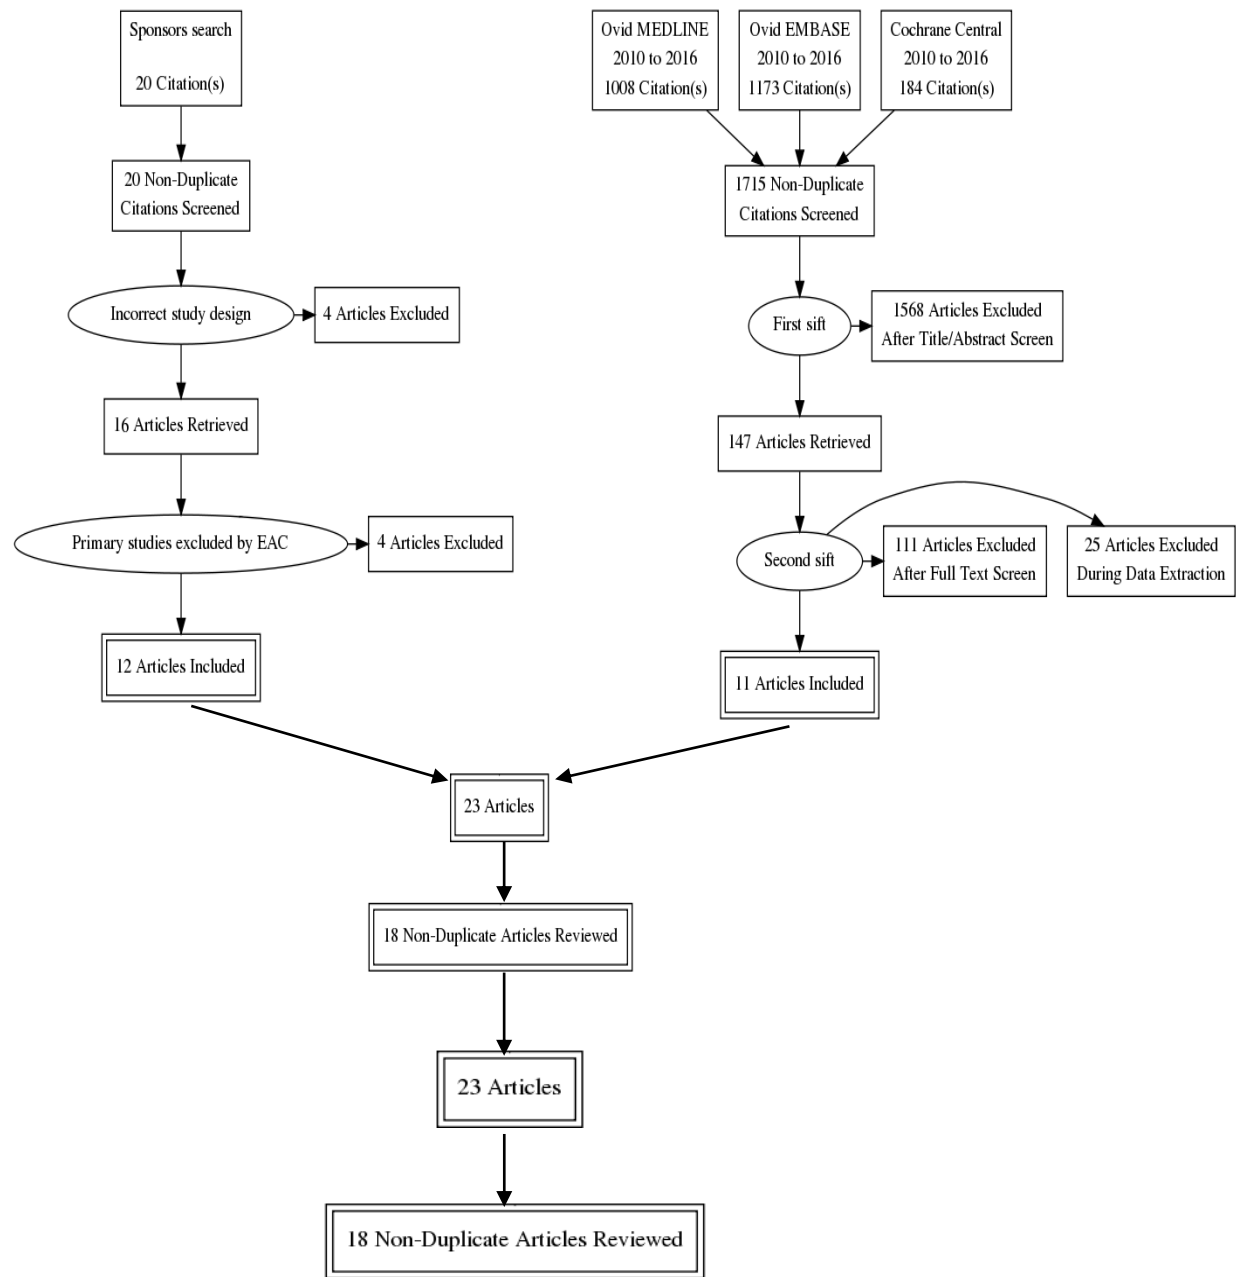 Sponsors search
20 Citation(s)
Ovid MEDLINE
2010 to 2016
1008 Citation(s)
Ovid EMBASE
2010 to 2016
1173 Citation(s)
Cochrane Central
2010 to 2016
184 Citation(s)
20 Non-Duplicate
Citations Screened
1715 Non-Duplicate
Citations Screened
Incorrect study design
4 Articles Excluded
First sift
1568 Articles Excluded
After Title/Abstract Screen
16 Articles Retrieved
147 Articles Retrieved
Primary studies excluded by EAC
4 Articles Excluded
Second sift
111 Articles Excluded
After Full Text Screen
25 Articles Excluded
During Data Extraction
12 Articles Included
11 Articles Included
23 Articles
18 Non-Duplicate Articles Reviewed
23 Articles
18 Non-Duplicate Articles Reviewed